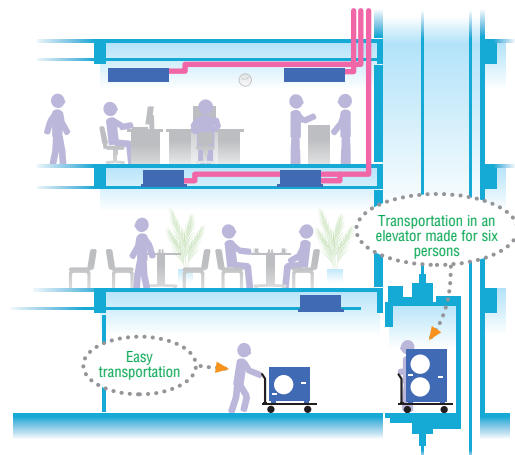 Transportation in an
elevator made for six
persons
Easy
transportation